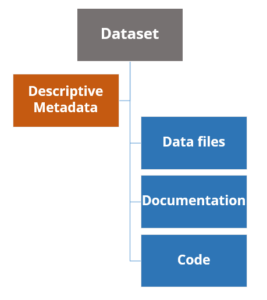 Dataset
Descriptive
Metadata
Data files
Documentation
Code